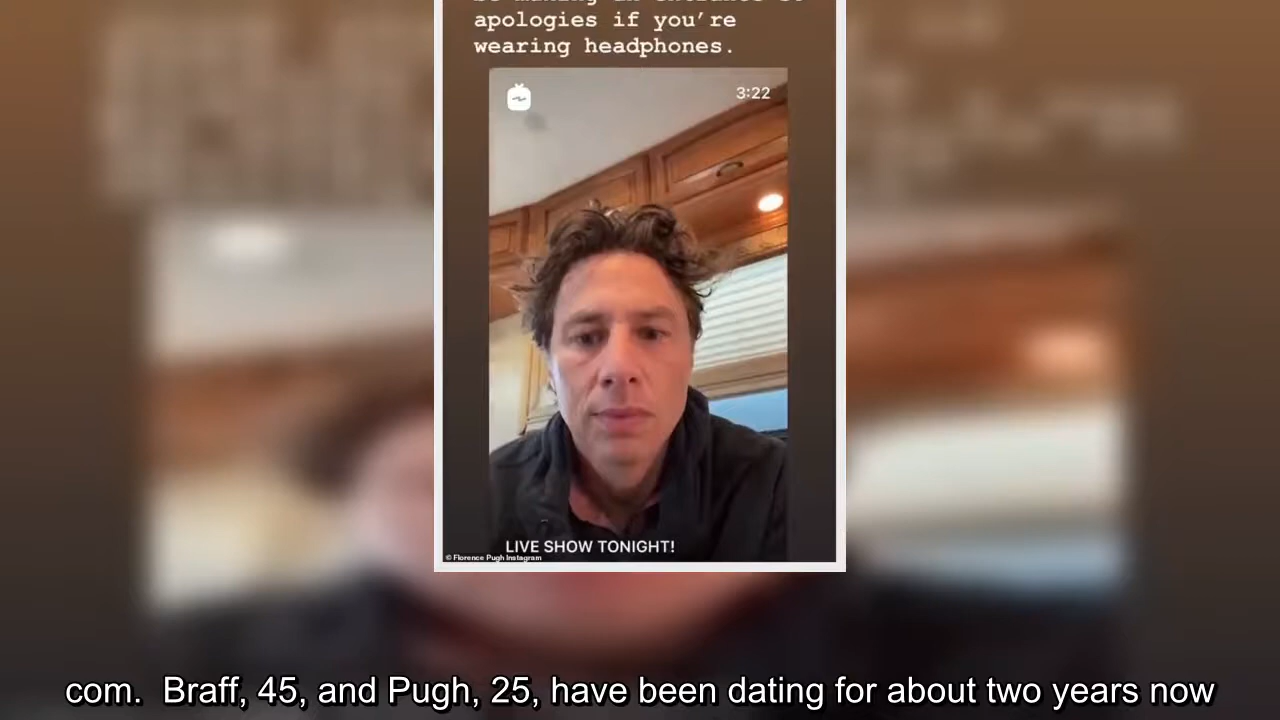 apologies if you're
wearing headphones.
3:22
LIVE SHOW TONIGHT!
© Florence Pugh Instagram
com. Braff, 45, and Pugh, 25, have been dating for about two years now